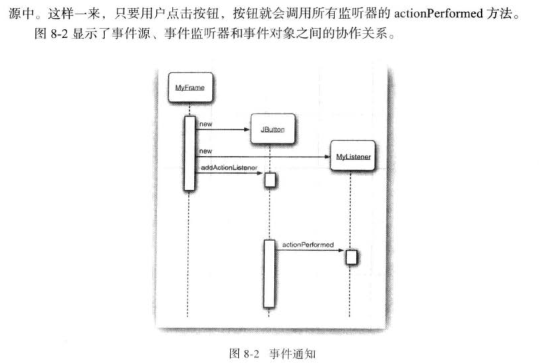 源中。这样一来，只要用户点击按钮，按钮就会调用所有监听器的 actionPerformed 方法。
图 8-2 显示了事件源、事件监听器和事件对象之间的协作关系。
MyFrame
new
JButton
new
MyListener
addActionListener
actionPerformed
图 8-2 事件通知